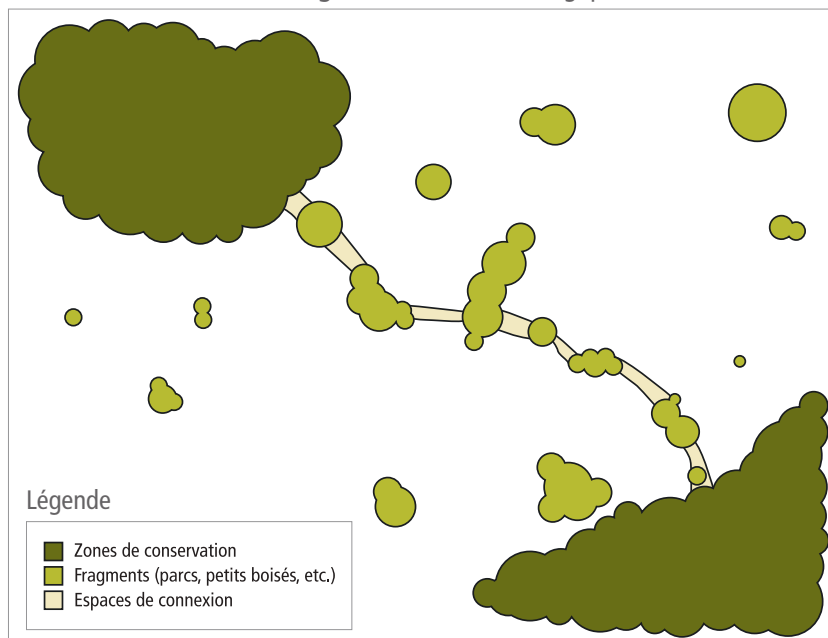 Légende
Zones de conservation
Fragments (parcs, petits boisés, etc.)
Espaces de connexion